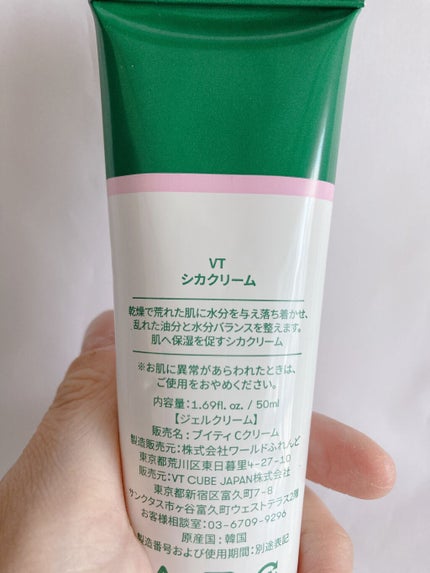 VT
シカクリーム
乾燥で荒れた肌に水分を与え落ち着かせ、
乱れた油分と水分バランスを整えます。
肌へ保湿を促すシカクリーム
※お肌に異常があらわれたときは、
ご使用をおやめください。
内容量:1.69fl. oz. / 50ml
【ジェルクリーム】
販売名:ブイティ Cクリーム
製造販売元:株式会社ワールドふれんど
東京都荒川区東日暮里4-27-10
販売元:VT CUBE JAPAN株式会社
東京都新宿区富久町7-8
サンクタス市ヶ谷富久町ウェストテラス2階
お客様相談室:03-6709-9296
原産国:韓国
製造番号および使用期間:別途表記